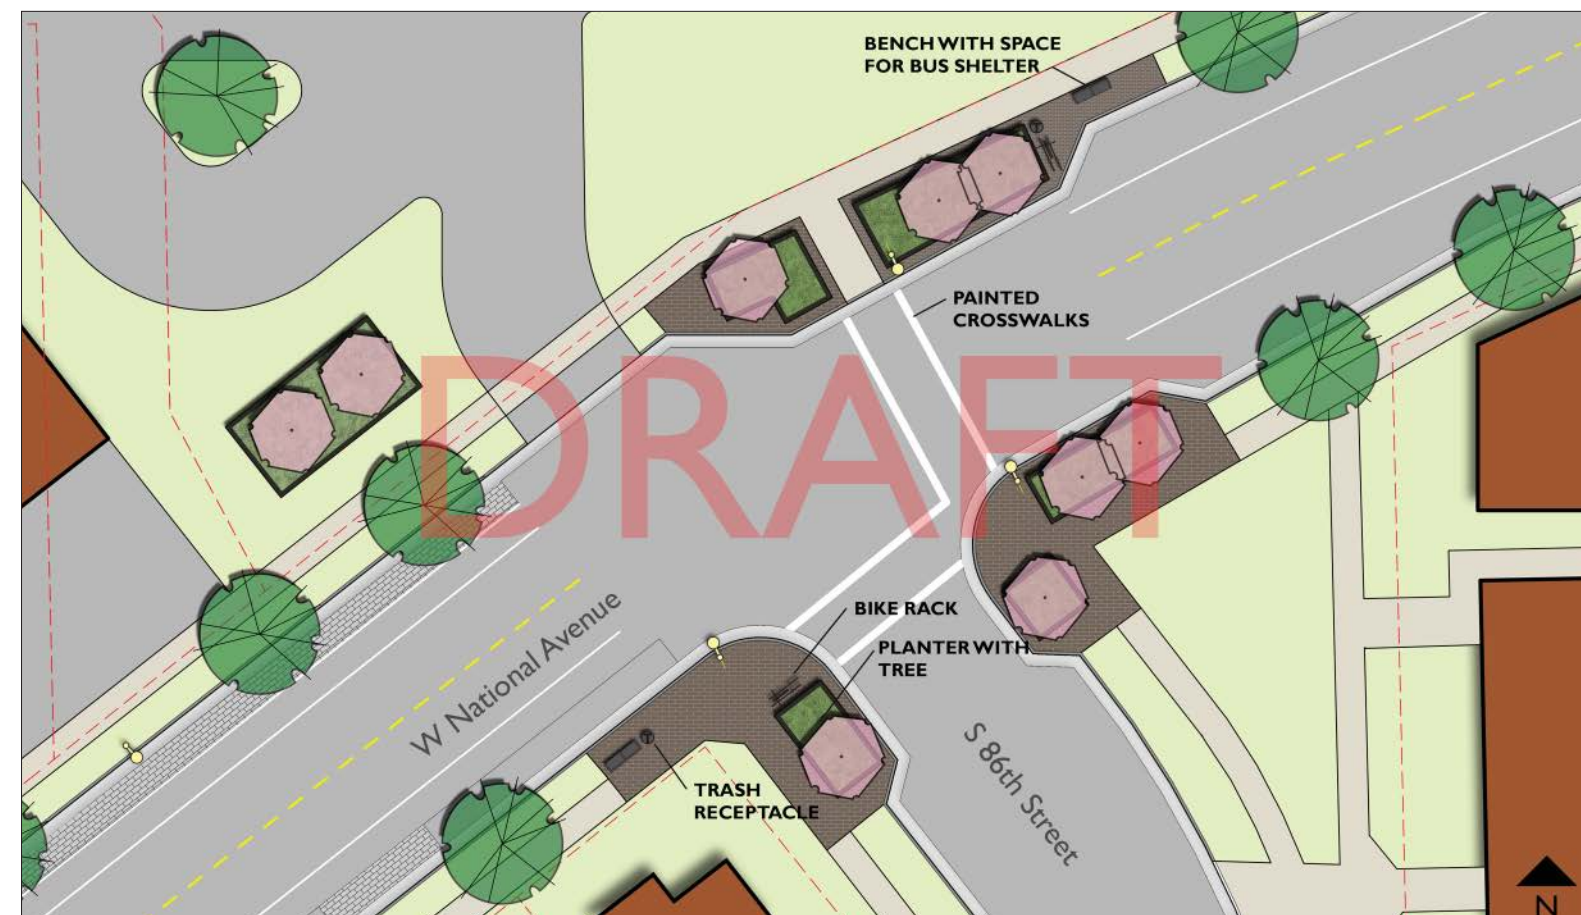 BENCH WITH SPACE
FOR BUS SHELTER
PAINTED
CROSSWALKS
DRAFT
W National Avenue
BIKE RACK
PLANTER WITH
TREE
S 86th Street
TRASH
RECEPTACLE
N